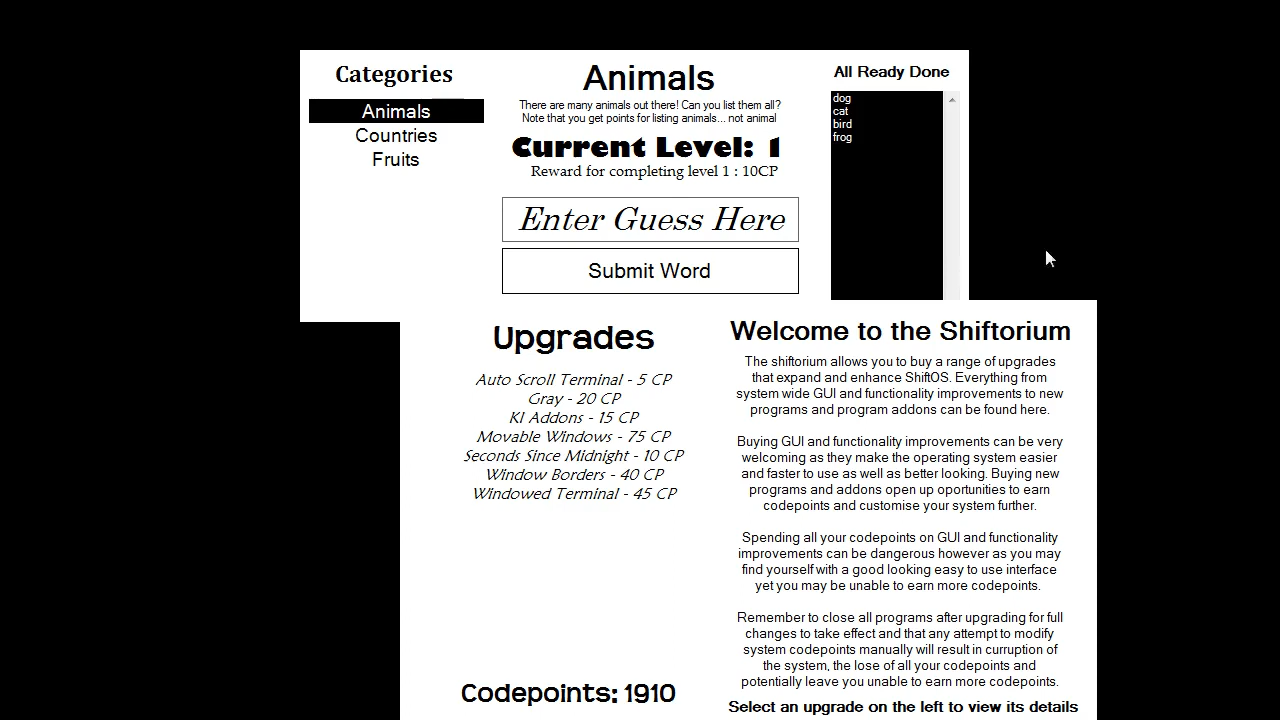 Categories
Animals
Countries
Fruits
Animals
There are many animals out there! Can you list them all?
Note that you get points for listing animals... not animal
Current Level: 1
Reward for completing level 1 : 10CP
Enter Guess Here
Submit Word
All Ready Done
dog
cat
bird
frog
Upgrades
Auto Scroll Terminal - 5 CP
Gray - 20 CP
KI Addons - 15 CP
Movable Windows - 75 CP
Seconds Since Midnight - 10 CP
Window Borders - 40 CP
Windowed Terminal - 45 CP
Codepoints: 1910
Welcome to the Shiftorium
The shiftorium allows you to buy a range of upgrades
that expand and enhance ShiftOS. Everything from
system wide GUI and functionality improvements to new
programs and program addons can be found here.
Buying GUI and functionality improvements can be very
welcoming as they make the operating system easier
and faster to use as well as better looking. Buying new
programs and addons open up oportunities to earn
codepoints and customise your system further.
Spending all your codepoints on GUI and functionality
improvements can be dangerous however as you may
find yourself with a good looking easy to use interface
yet you may be unable to earn more codepoints.
Remember to close all programs after upgrading for full
changes to take effect and that any attempt to modify
system codepoints manually will result in curruption of
the system, the lose of all your codepoints and
potentially leave you unable to earn more codepoints.
Select an upgrade on the left to view its details